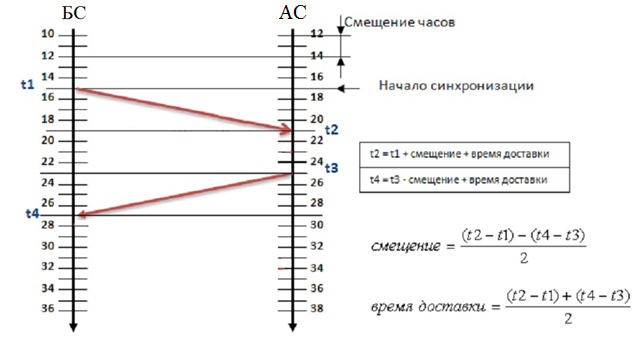 БС АС
Смещение часов
10 12
12 14
14 16
t1 Начало синхронизации
16 18
18 20
t2
20 22
t2 = t1 + смещение + время доставки
22 24
t3
24 26
t4 = t3 - смещение + время доставки
t4
26 28
28 30
смещение = (t2 − t1) − (t4 − t3) / 2
30 32
32 34
34 36
время доставки = (t2 − t1) + (t4 − t3) / 2
36 38